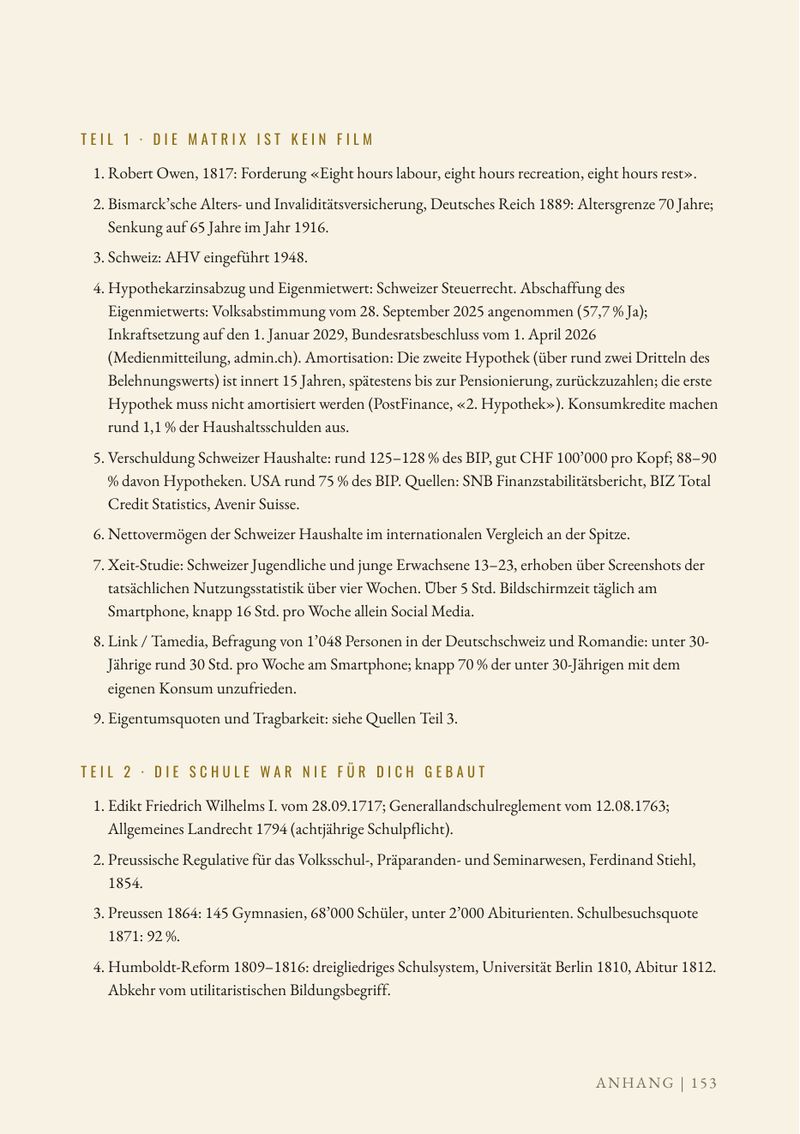 TEIL 1 · DIE MATRIX IST KEIN FILM
1. Robert Owen, 1817: Forderung «Eight hours labour, eight hours recreation, eight hours rest».
2. Bismarck’sche Alters- und Invaliditätsversicherung, Deutsches Reich 1889: Altersgrenze 70 Jahre;
Senkung auf 65 Jahre im Jahr 1916.
3. Schweiz: AHV eingeführt 1948.
4. Hypothekarzinsabzug und Eigenmietwert: Schweizer Steuerrecht. Abschaffung des
Eigenmietwerts: Volksabstimmung vom 28. September 2025 angenommen (57,7 % Ja);
Inkraftsetzung auf den 1. Januar 2029, Bundesratsbeschluss vom 1. April 2026
(Medienmitteilung, admin.ch). Amortisation: Die zweite Hypothek (über rund zwei Dritteln des
Belehnungswerts) ist innert 15 Jahren, spätestens bis zur Pensionierung, zurückzuzahlen; die erste
Hypothek muss nicht amortisiert werden (PostFinance, «2. Hypothek»). Konsumkredite machen
rund 1,1 % der Haushaltsschulden aus.
5. Verschuldung Schweizer Haushalte: rund 125–128 % des BIP, gut CHF 100’000 pro Kopf; 88–90
% davon Hypotheken. USA rund 75 % des BIP. Quellen: SNB Finanzstabilitätsbericht, BIZ Total
Credit Statistics, Avenir Suisse.
6. Nettovermögen der Schweizer Haushalte im internationalen Vergleich an der Spitze.
7. Xeit-Studie: Schweizer Jugendliche und junge Erwachsene 13–23, erhoben über Screenshots der
tatsächlichen Nutzungsstatistik über vier Wochen. Über 5 Std. Bildschirmzeit täglich am
Smartphone, knapp 16 Std. pro Woche allein Social Media.
8. Link / Tamedia, Befragung von 1’048 Personen in der Deutschschweiz und Romandie: unter 30-
Jährige rund 30 Std. pro Woche am Smartphone; knapp 70 % der unter 30-Jährigen mit dem
eigenen Konsum unzufrieden.
9. Eigentumsquoten und Tragbarkeit: siehe Quellen Teil 3.
TEIL 2 · DIE SCHULE WAR NIE FÜR DICH GEBAUT
1. Edikt Friedrich Wilhelms I. vom 28.09.1717; Generallandschulreglement vom 12.08.1763;
Allgemeines Landrecht 1794 (achtjährige Schulpflicht).
2. Preussische Regulative für das Volksschul-, Präparanden- und Seminarwesen, Ferdinand Stiehl,
1854.
3. Preussen 1864: 145 Gymnasien, 68’000 Schüler, unter 2’000 Abiturienten. Schulbesuchsquote
1871: 92 %.
4. Humboldt-Reform 1809–1816: dreigliedriges Schulsystem, Universität Berlin 1810, Abitur 1812.
Abkehr vom utilitaristischen Bildungsbegriff.
ANHANG | 153